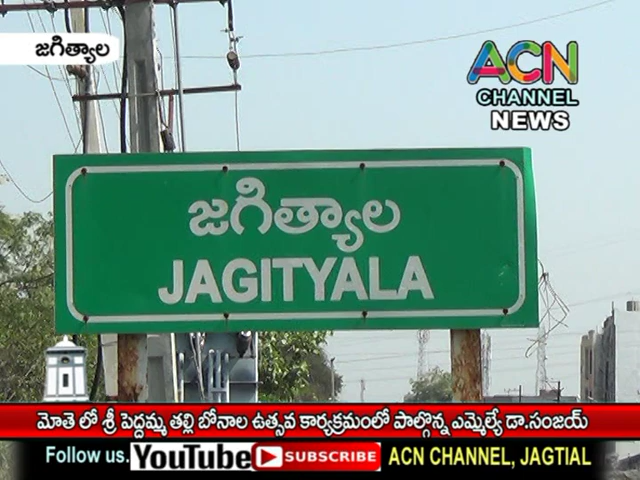 జగిత్యాల
ACN
CHANNEL
NEWS
జగిత్యాల
JAGITYALA
మోతె లో శ్రీ పెద్దమ్మ తల్లి బోనాల ఉత్సవ కార్యక్రమంలో పాల్గొన్న ఎమ్మెల్యే డా.సంజయ్
Follow us. YouTube SUBSCRIBE ACN CHANNEL, JAGTIAL